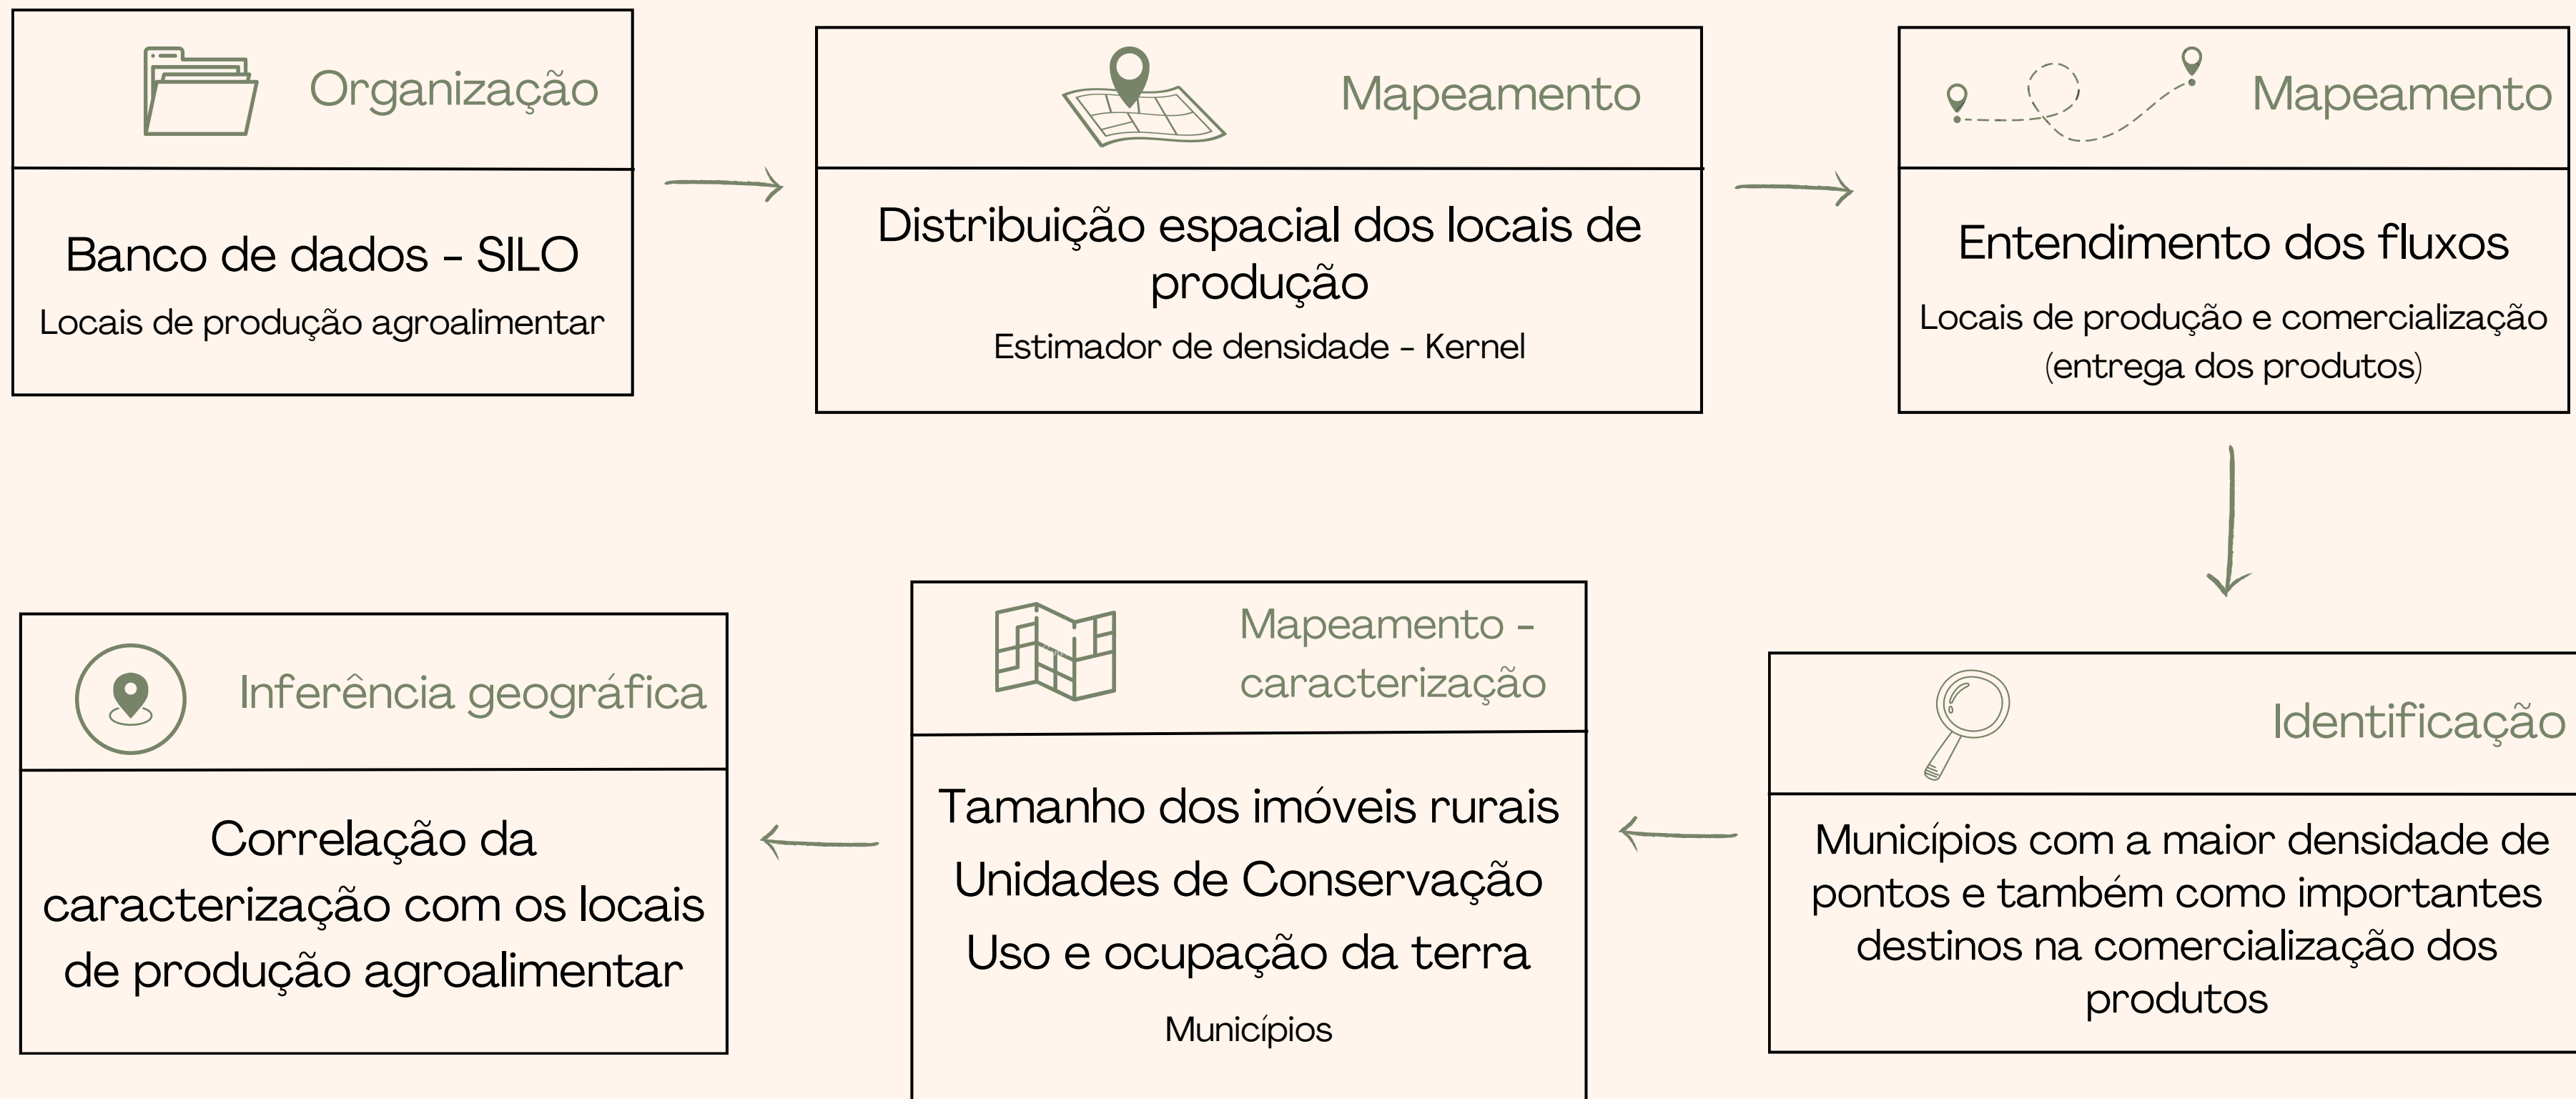 Organização
Banco de dados - SILO
Locais de produção agroalimentar
Mapeamento
Distribuição espacial dos locais de
produção
Estimador de densidade - Kernel
Mapeamento
Entendimento dos fluxos
Locais de produção e comercialização
(entrega dos produtos)
Identificação
Municípios com a maior densidade de
pontos e também como importantes
destinos na comercialização dos
produtos
Mapeamento -
caracterização
Tamanho dos imóveis rurais
Unidades de Conservação
Uso e ocupação da terra
Municípios
Inferência geográfica
Correlação da
caracterização com os locais
de produção agroalimentar